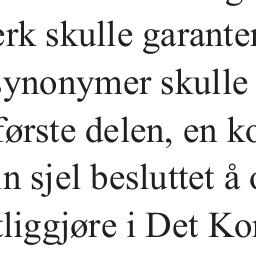 erk skulle garanter
synonymer skulle
første delen, en ko
n sjel besluttet å
tliggjøre i Det Kon